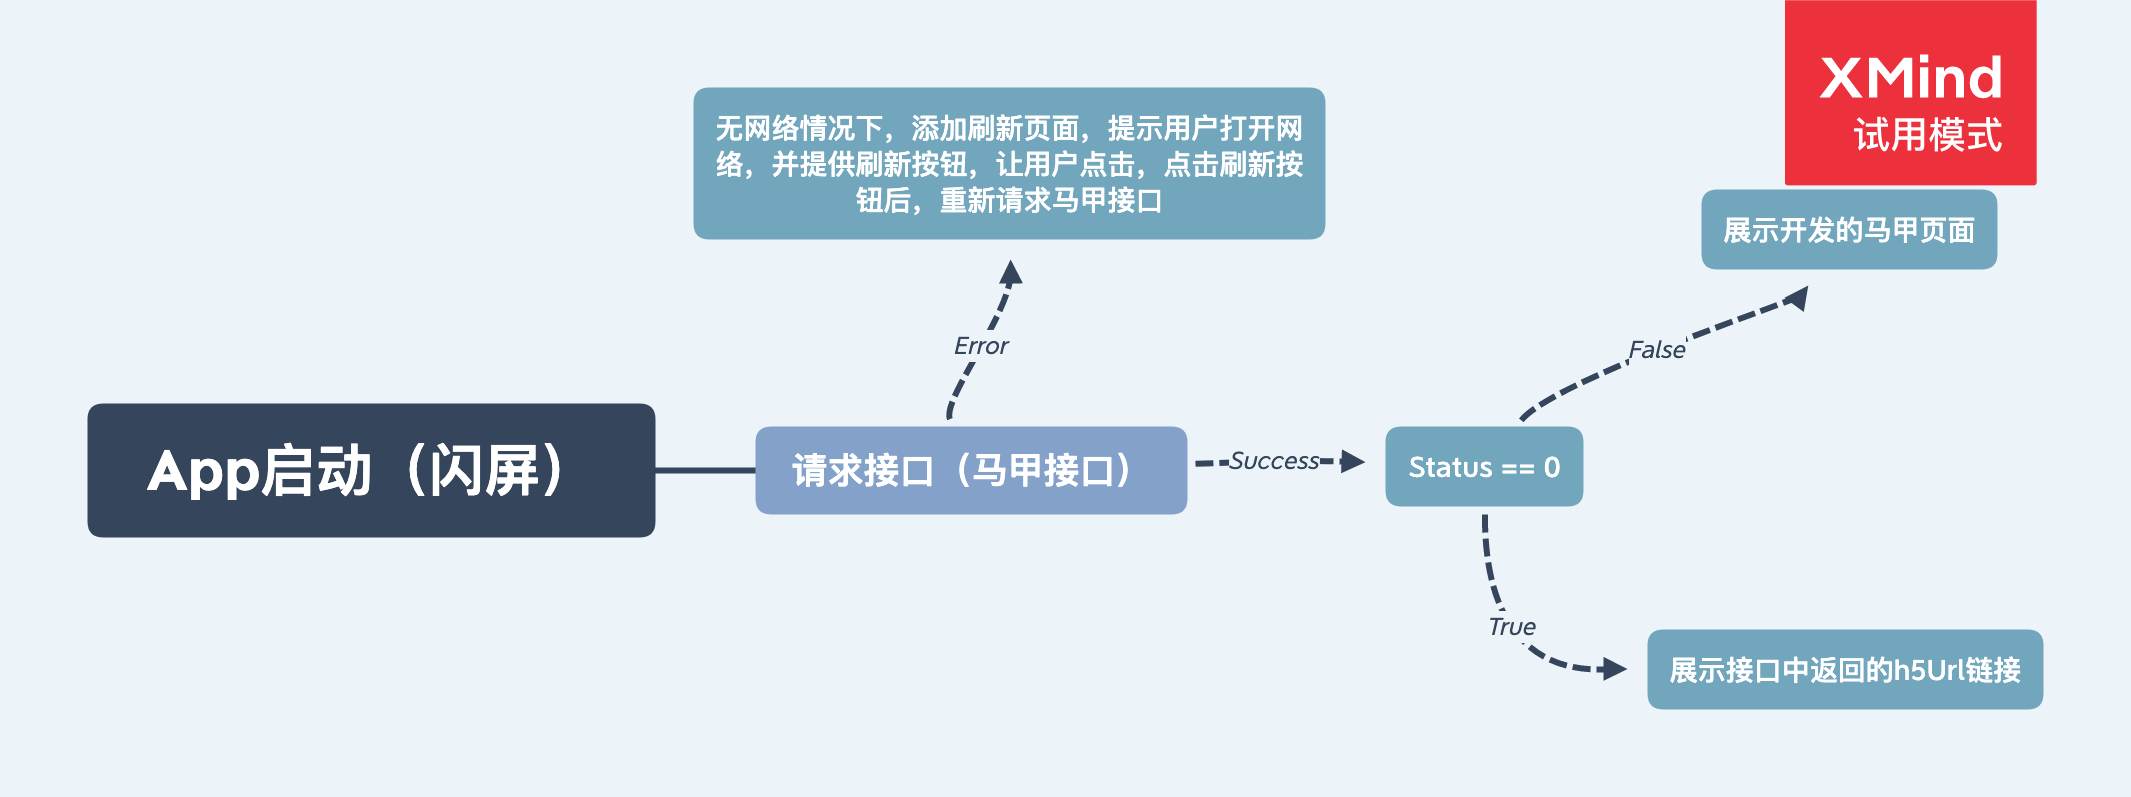 XMind
试用模式
无网络情况下，添加刷新页面，提示用户打开网
络，并提供刷新按钮，让用户点击，点击刷新按
钮后，重新请求马甲接口
展示开发的马甲页面
Error
False
App启动（闪屏）
请求接口（马甲接口）
Success
Status == 0
True
展示接口中返回的h5Url链接